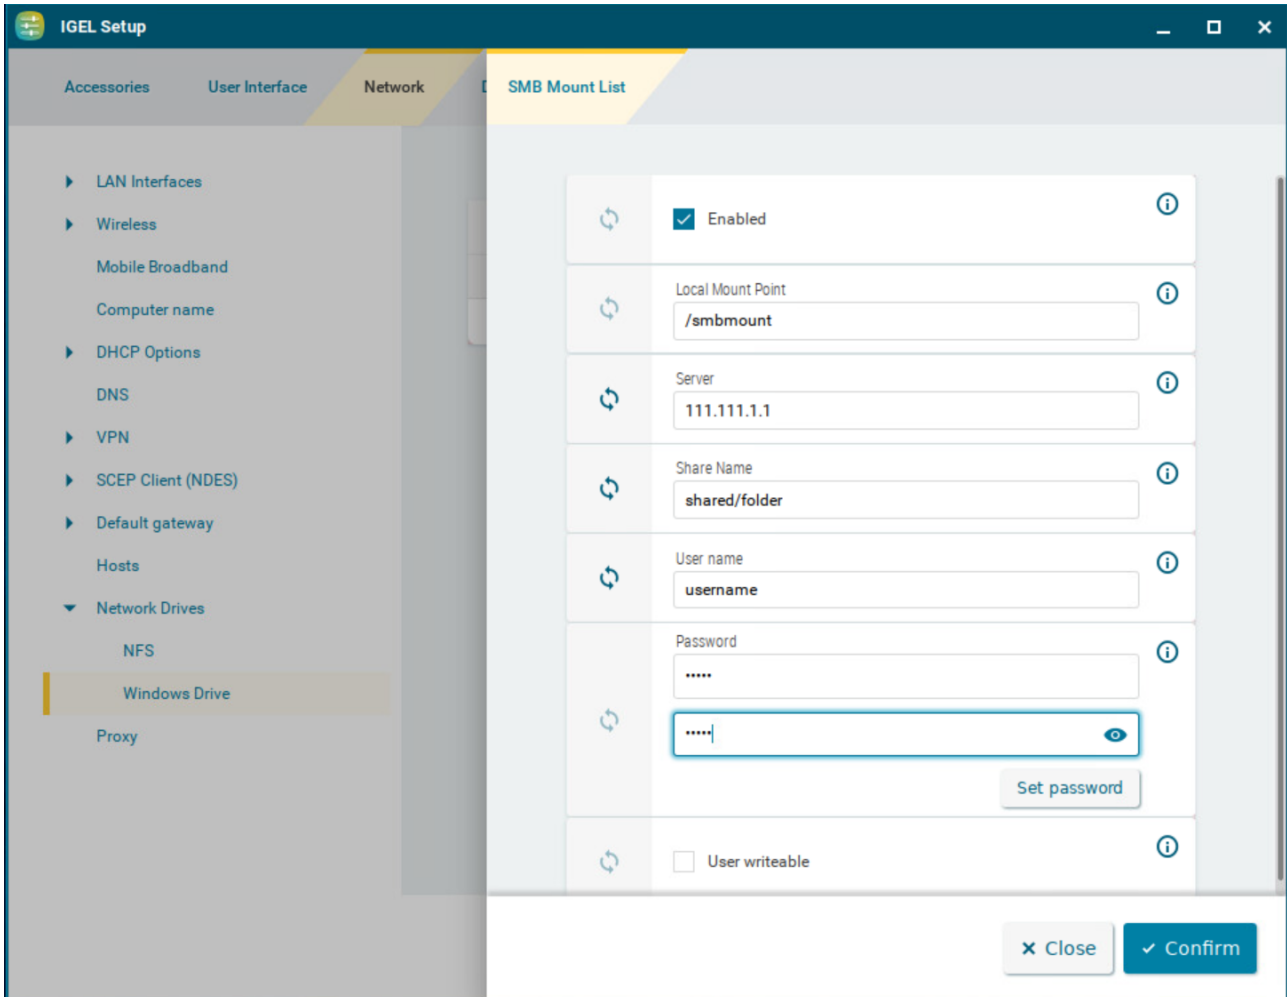 IGEL Setup
Accessories
User Interface
Network
SMB Mount List
LAN Interfaces
Wireless
Mobile Broadband
Computer name
DHCP Options
DNS
VPN
SCEP Client (NDES)
Default gateway
Hosts
Network Drives
NFS
Windows Drive
Proxy
Enabled
Local Mount Point
/smbmount
Server
111.111.1.1
Share Name
shared/folder
User name
username
Password
•••••
•••••
Set password
User writeable
Close
Confirm